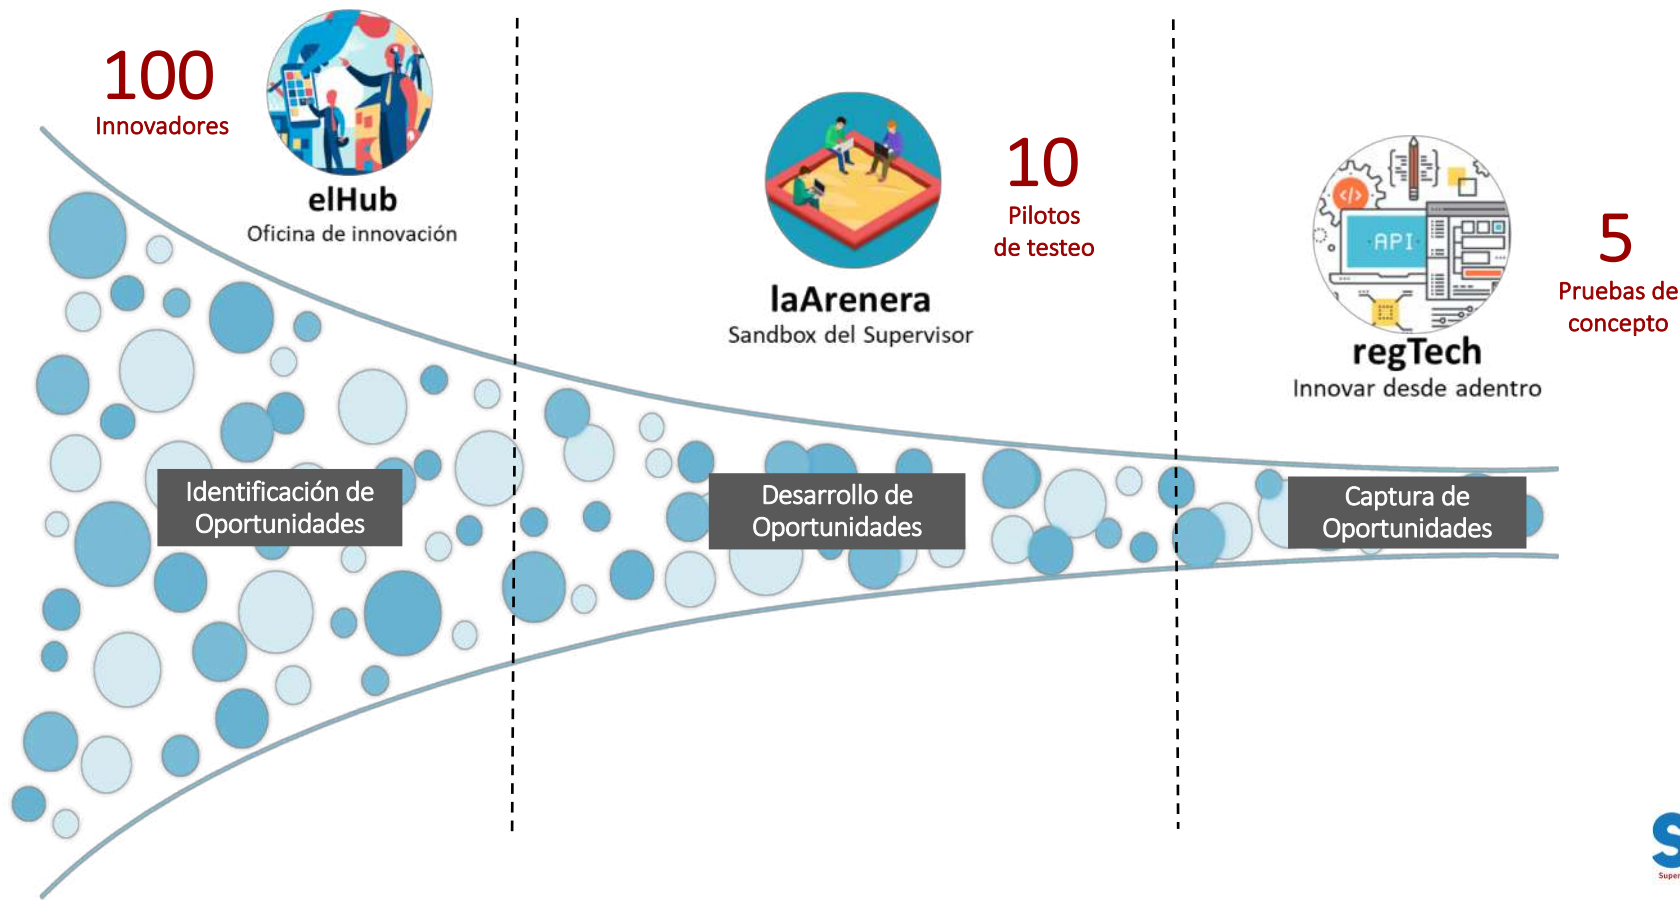 100
Innovadores
elHub
Oficina de innovación
Identificación de
Oportunidades
laArenera
Sandbox del Supervisor
10
Pilotos
de testeo
Desarrollo de
Oportunidades
API
</>
regTech
Innovar desde adentro
5
Pruebas de
concepto
Captura de
Oportunidades
S
Super